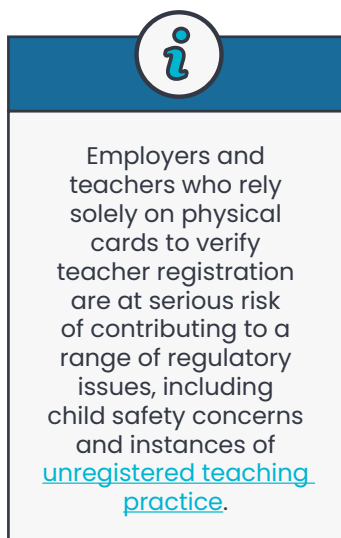 Employers and
teachers who rely
solely on physical
cards to verify
teacher registration
are at serious risk
of contributing to a
range of regulatory
issues, including
child safety concerns
and instances of
unregistered teaching
practice.